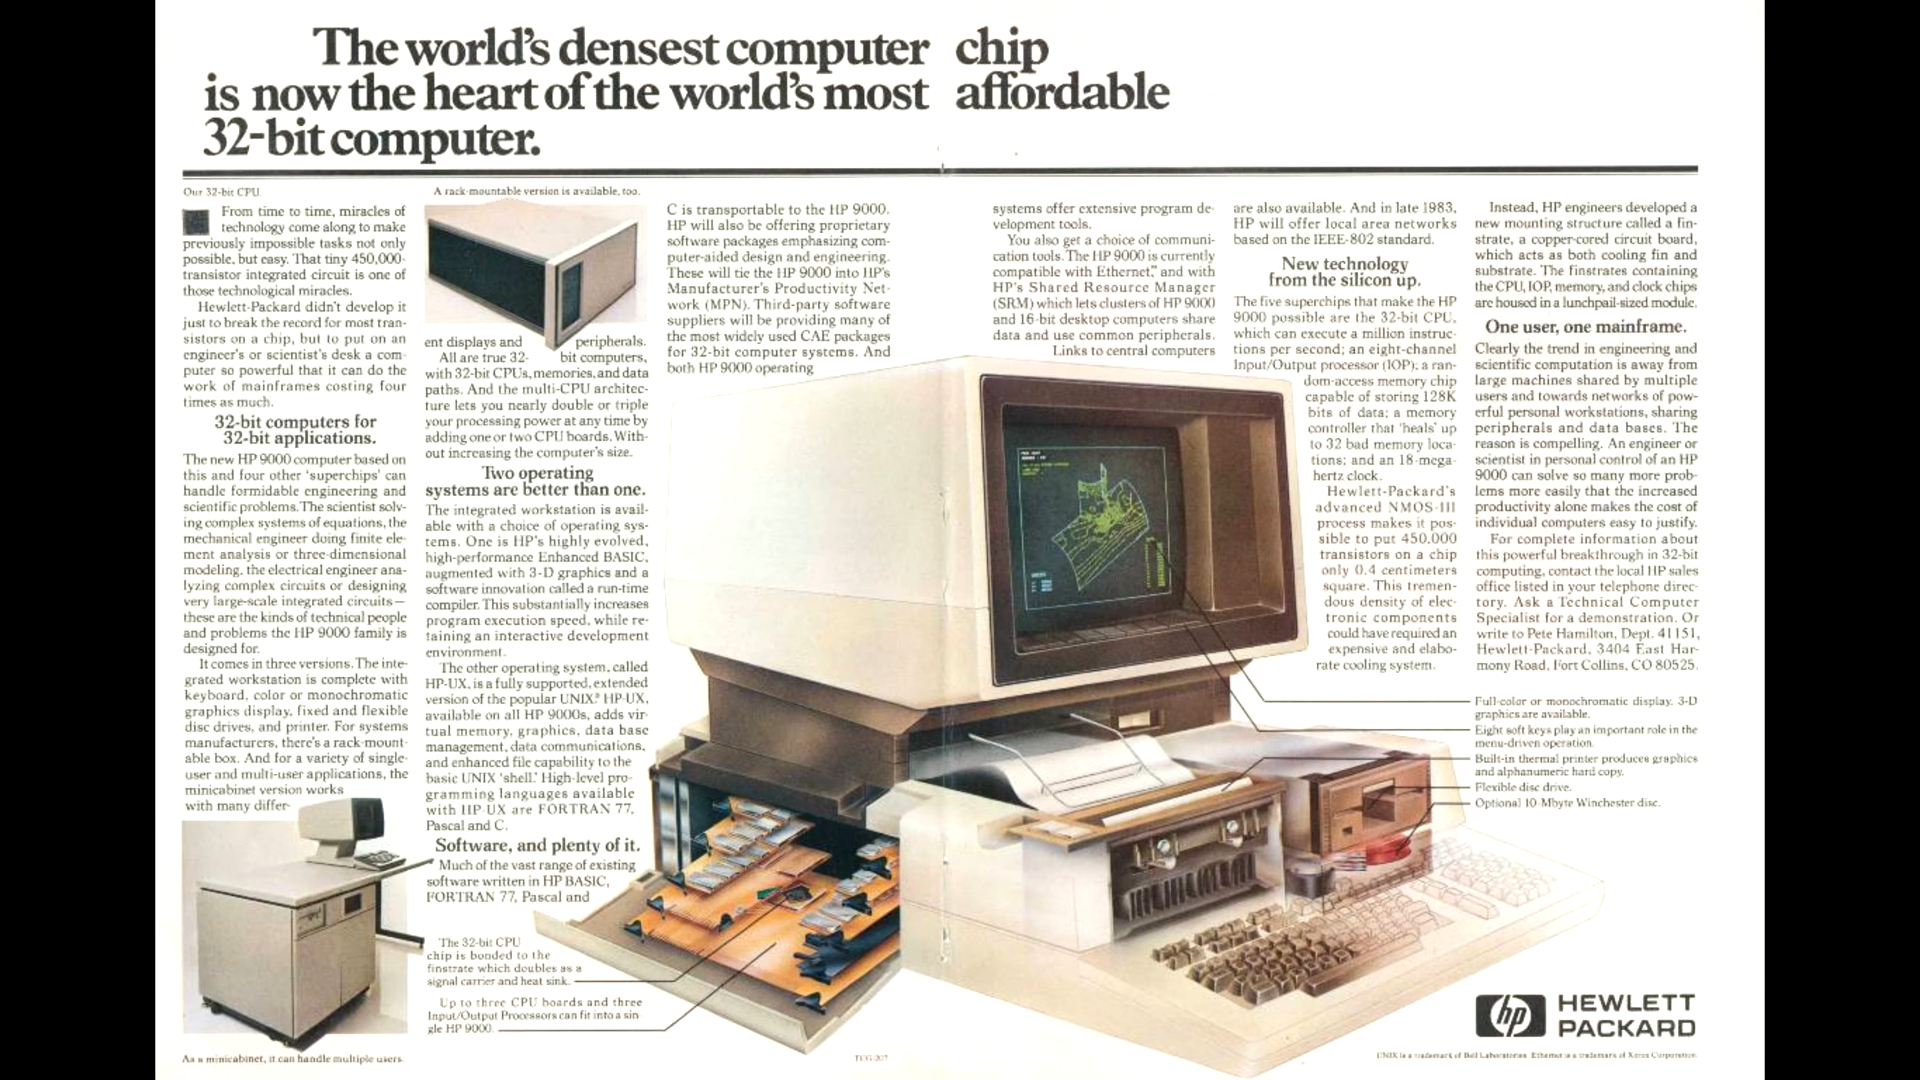 The world's densest computer chip
is now the heart of the world's most affordable
32-bit computer.
Our 32-bit CPU.
From time to time, miracles of
technology come along to make
previously impossible tasks not only
possible, but easy. That tiny 450,000-
transistor integrated circuit is one of
those technological miracles.
Hewlett-Packard didn't develop it
just to break the record for most tran-
sistors on a chip, but to put on an
engineer's or scientist's desk a com-
puter so powerful that it can do the
work of mainframes costing four
times as much.
32-bit computers for
32-bit applications.
The new HP 9000 computer based on
this and four other 'superchips' can
handle formidable engineering and
scientific problems. The scientist solv-
ing complex systems of equations, the
mechanical engineer doing finite ele-
ment analysis or three-dimensional
modeling, the electrical engineer ana-
lyzing complex circuits or designing
very large-scale integrated circuits—
these are the kinds of technical people
and problems the HP 9000 family is
designed for.
It comes in three versions. The inte-
grated workstation is complete with
keyboard, color or monochromatic
graphics display, fixed and flexible
disc drives, and printer. For systems
manufacturers, there's a rack-mount-
able box. And for a variety of single-
user and multi-user applications, the
minicabinet version works
with many differ-
As a minicabinet, it can handle multiple users.
A rack-mountable version is available, too.
ent displays and peripherals.
All are true 32-bit computers,
with 32-bit CPUs, memories, and data
paths. And the multi-CPU architec-
ture lets you nearly double or triple
your processing power at any time by
adding one or two CPU boards. With-
out increasing the computer's size.
Two operating
systems are better than one.
The integrated workstation is avail-
able with a choice of operating sys-
tems. One is HP's highly evolved,
high-performance Enhanced BASIC,
augmented with 3-D graphics and a
software innovation called a run-time
compiler. This substantially increases
program execution speed, while re-
taining an interactive development
environment.
The other operating system, called
HP-UX, is a fully supported, extended
version of the popular UNIX.® HP-UX,
available on all HP 9000s, adds vir-
tual memory, graphics, data base
management, data communications,
and enhanced file capability to the
basic UNIX 'shell.' High-level pro-
gramming languages available
with HP-UX are FORTRAN 77,
Pascal and C.
Software, and plenty of it.
Much of the vast range of existing
software written in HP BASIC,
FORTRAN 77, Pascal and
The 32-bit CPU
chip is bonded to the
finstrate which doubles as a
signal carrier and heat sink.
Up to three CPU boards and three
Input/Output Processors can fit into a sin
gle HP 9000.
C is transportable to the HP 9000.
HP will also be offering proprietary
software packages emphasizing com-
puter-aided design and engineering.
These will tie the HP 9000 into HP's
Manufacturer's Productivity Net-
work (MPN). Third-party software
suppliers will be providing many of
the most widely used CAE packages
for 32-bit computer systems. And
both HP 9000 operating
systems offer extensive program de-
velopment tools.
You also get a choice of communi-
cation tools. The HP 9000 is currently
compatible with Ethernet,™ and with
HP's Shared Resource Manager
(SRM) which lets clusters of HP 9000
and 16-bit desktop computers share
data and use common peripherals.
Links to central computers
are also available. And in late 1983,
HP will offer local area networks
based on the IEEE-802 standard.
New technology
from the silicon up.
The five superchips that make the HP
9000 possible are the 32-bit CPU,
which can execute a million instruc-
tions per second; an eight-channel
Input/Output processor (IOP); a ran-
dom-access memory chip
capable of storing 128K
bits of data; a memory
controller that 'heals' up
to 32 bad memory loca-
tions; and an 18-mega-
hertz clock.
Hewlett-Packard's
advanced NMOS-III
process makes it pos-
sible to put 450,000
transistors on a chip
only 0.4 centimeters
square. This tremen-
dous density of elec-
tronic components
could have required an
expensive and elabo-
rate cooling system.
Instead, HP engineers developed a
new mounting structure called a fin-
strate, a copper-cored circuit board,
which acts as both cooling fin and
substrate. The finstrates containing
the CPU, IOP, memory, and clock chips
are housed in a lunchpail-sized module.
One user, one mainframe.
Clearly the trend in engineering and
scientific computation is away from
large machines shared by multiple
users and towards networks of pow-
erful personal workstations, sharing
peripherals and data bases. The
reason is compelling. An engineer or
scientist in personal control of an HP
9000 can solve so many more prob-
lems more easily that the increased
productivity alone makes the cost of
individual computers easy to justify.
For complete information about
this powerful breakthrough in 32-bit
computing, contact the local HP sales
office listed in your telephone direc-
tory. Ask a Technical Computer
Specialist for a demonstration. Or
write to Pete Hamilton, Dept. 41151,
Hewlett-Packard, 3404 East Har-
mony Road, Fort Collins, CO 80525.
Full-color or monochromatic display. 3-D
graphics are available.
Eight soft keys play an important role in the
menu-driven operation.
Built-in thermal printer produces graphics
and alphanumeric hard copy.
Flexible disc drive.
Optional 10-Mbyte Winchester disc.
hp HEWLETT
PACKARD
UNIX is a trademark of Bell Laboratories. Ethernet is a trademark of Xerox Corporation.